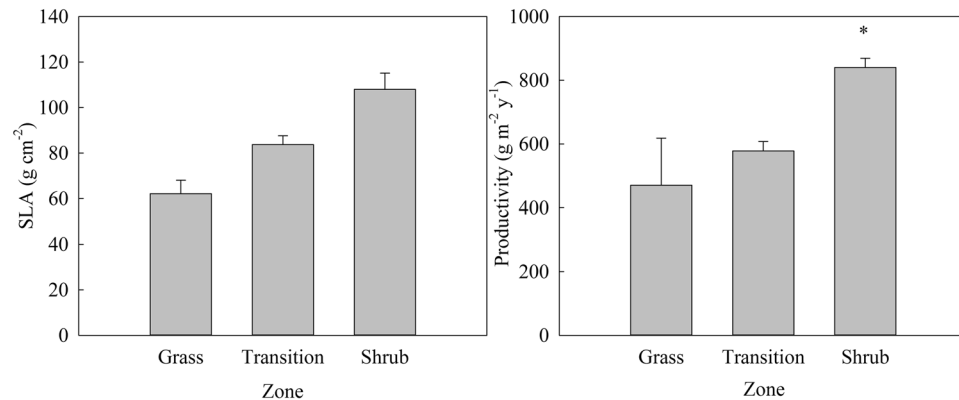 SLA (g cm⁻²)
140
120
100
80
60
40
20
0
Grass Transition Shrub
Zone
Productivity (g m⁻² y⁻¹)
1000
800
600
400
200
0
*
Grass Transition Shrub
Zone